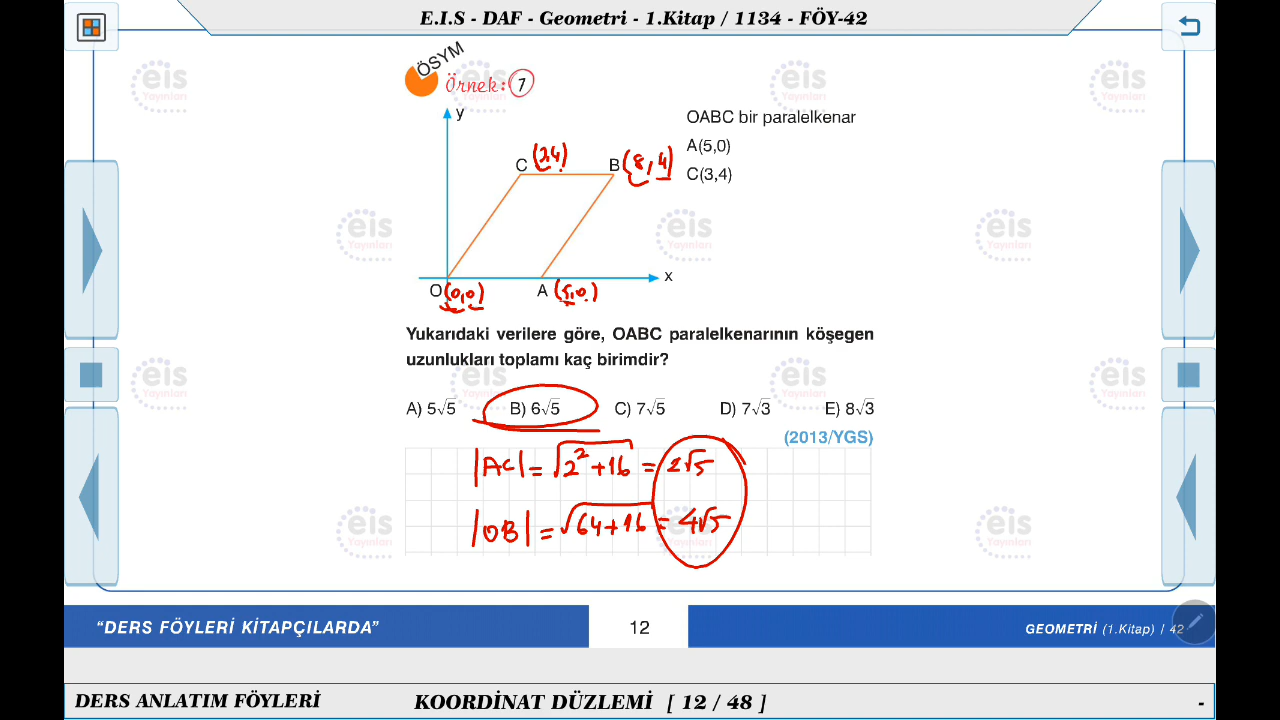 E.I.S - DAF - Geometri - 1.Kitap / 1134 - FÖY-42
ÖSYM
Örnek: 7
y
OABC bir paralelkenar
A(5,0)
C(3,4)
C (3,4)
B (8,4)
x
O (0,0)
A (5,0)
Yukarıdaki verilere göre, OABC paralelkenarının köşegen
uzunlukları toplamı kaç birimdir?
A) 5√5 B) 6√5 C) 7√5 D) 7√3 E) 8√3
(2013/YGS)
|AC| = √2²+16 = 2√5
|OB| = √64+16 = 4√5
eis Yayınları
"DERS FÖYLERİ KİTAPÇILARDA"
12
GEOMETRİ (1.Kitap) / 42
DERS ANLATIM FÖYLERİ
KOORDİNAT DÜZLEMİ [ 12 / 48 ]
-